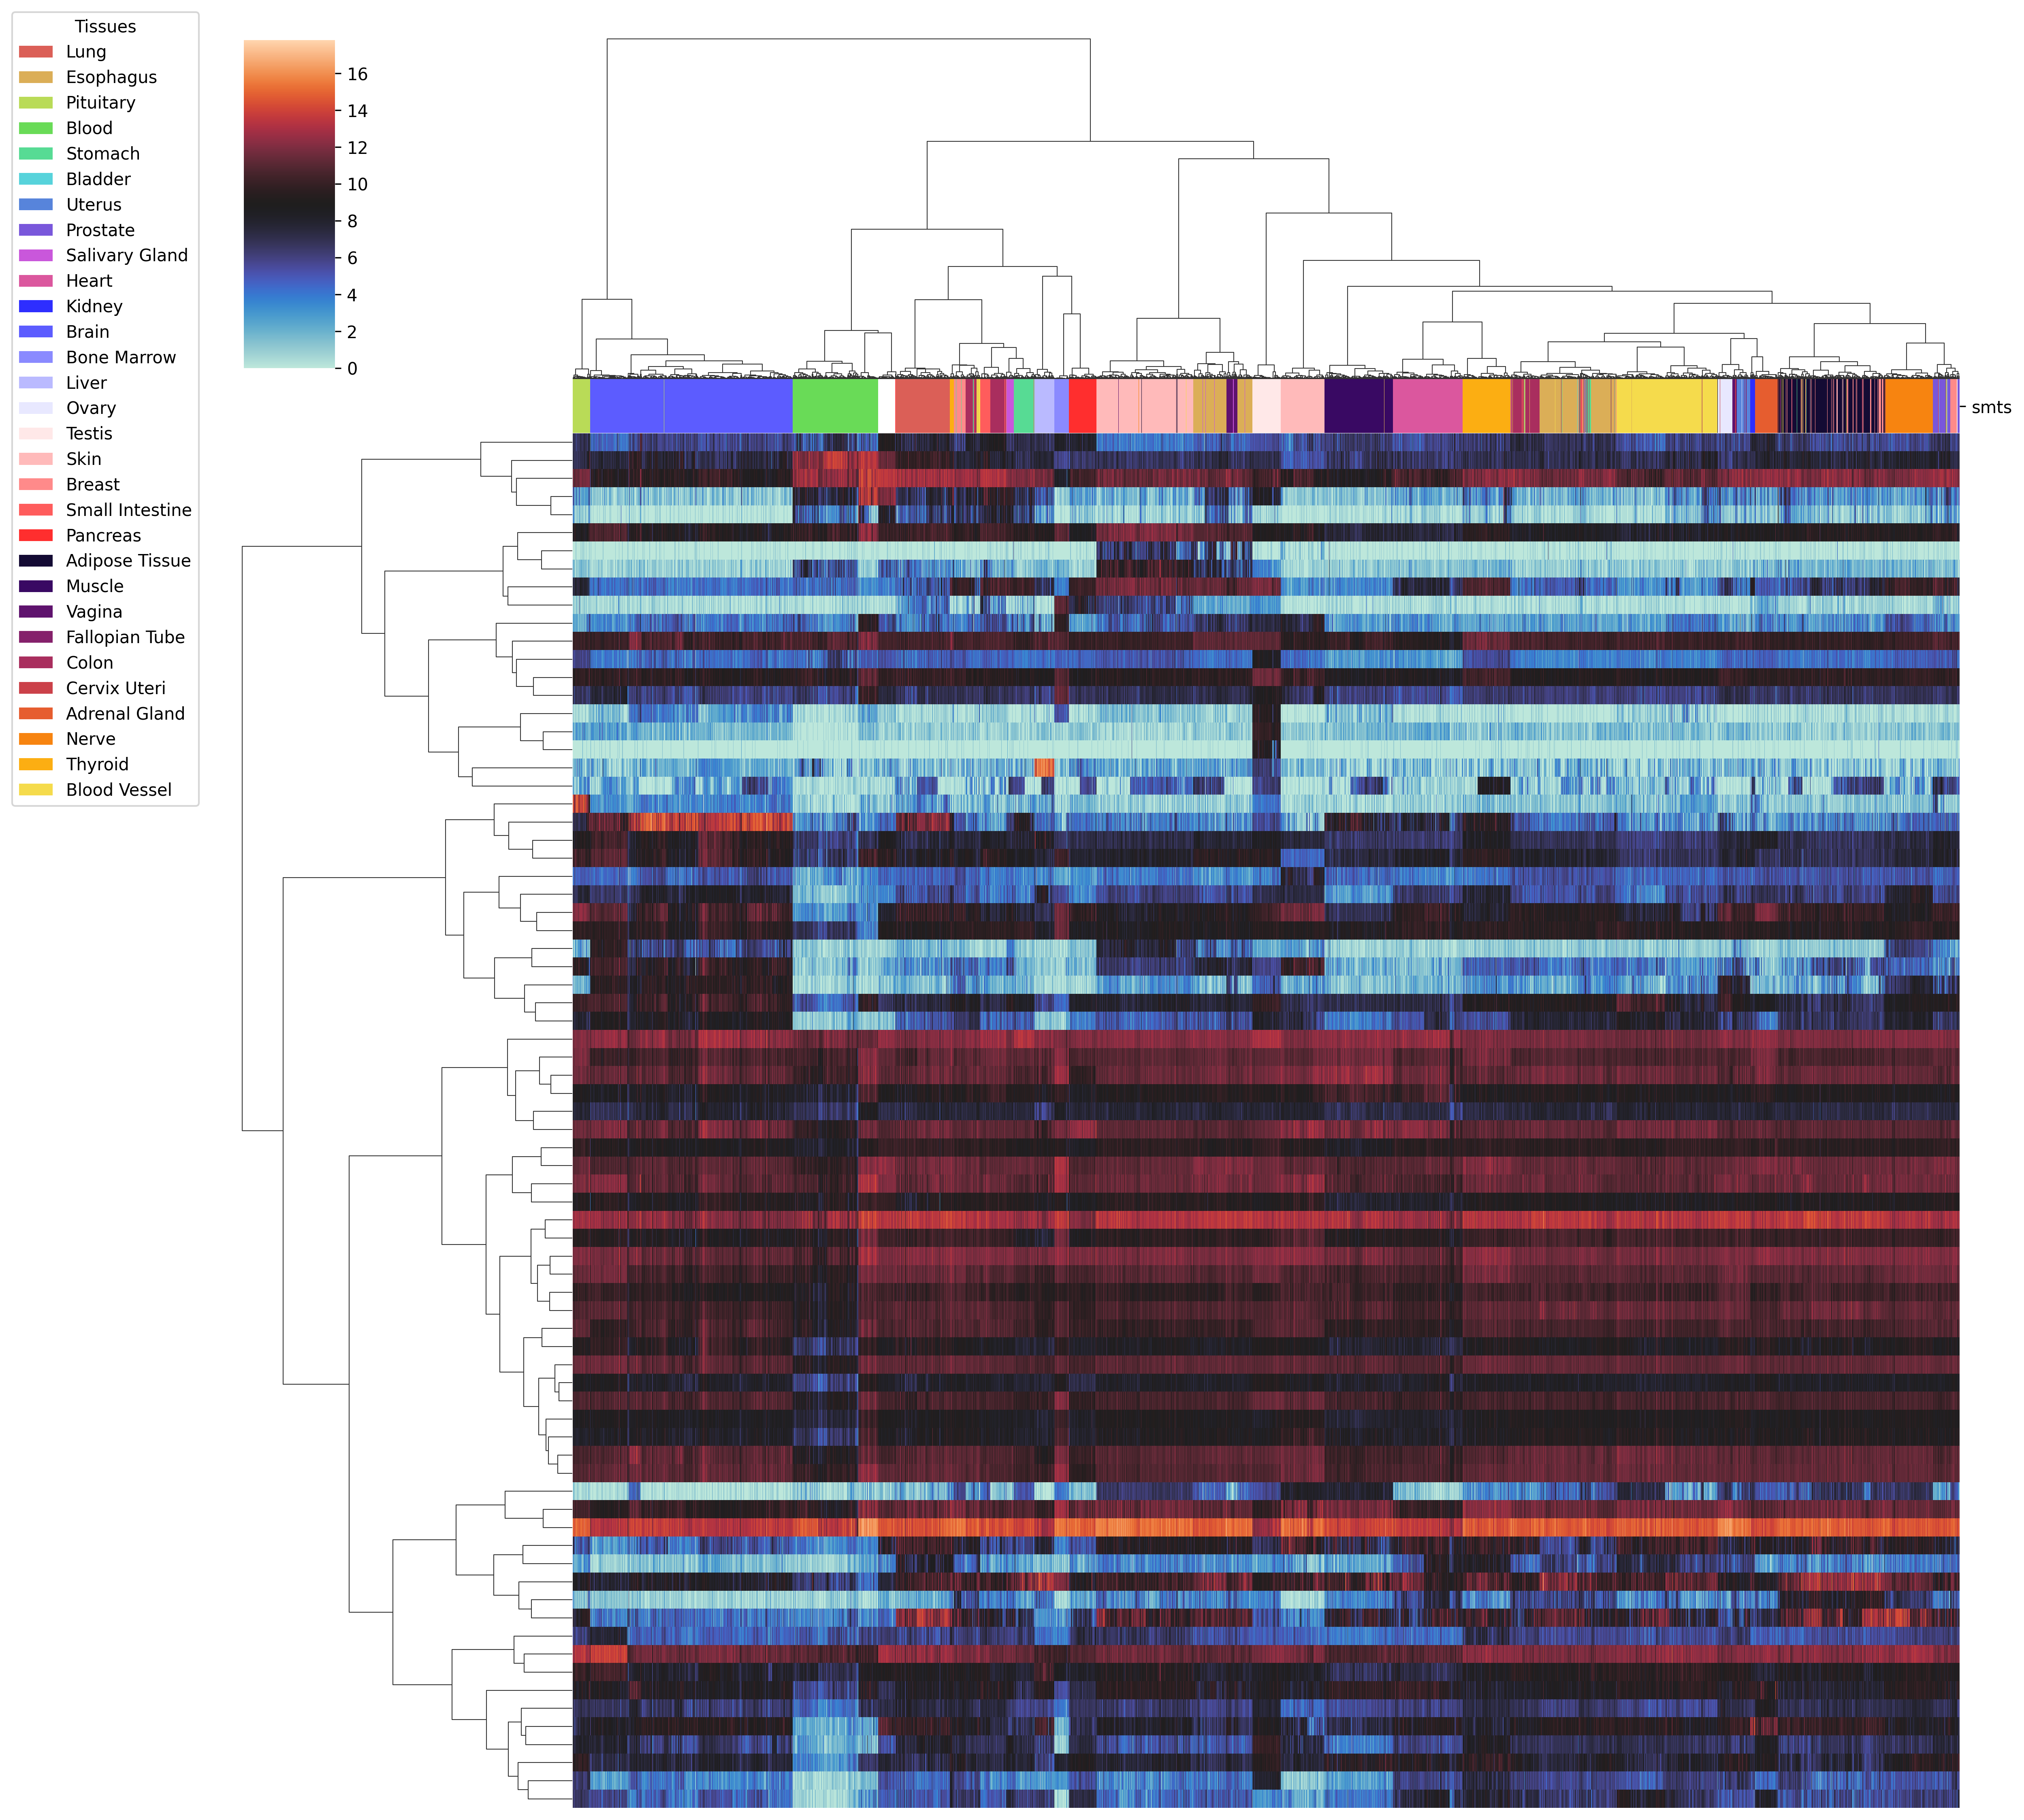 Tissues
Lung
Esophagus
Pituitary
Blood
Stomach
Bladder
Uterus
Prostate
Salivary Gland
Heart
Kidney
Brain
Bone Marrow
Liver
Ovary
Testis
Skin
Breast
Small Intestine
Pancreas
Adipose Tissue
Muscle
Vagina
Fallopian Tube
Colon
Cervix Uteri
Adrenal Gland
Nerve
Thyroid
Blood Vessel
16
14
12
10
8
6
4
2
0
smts